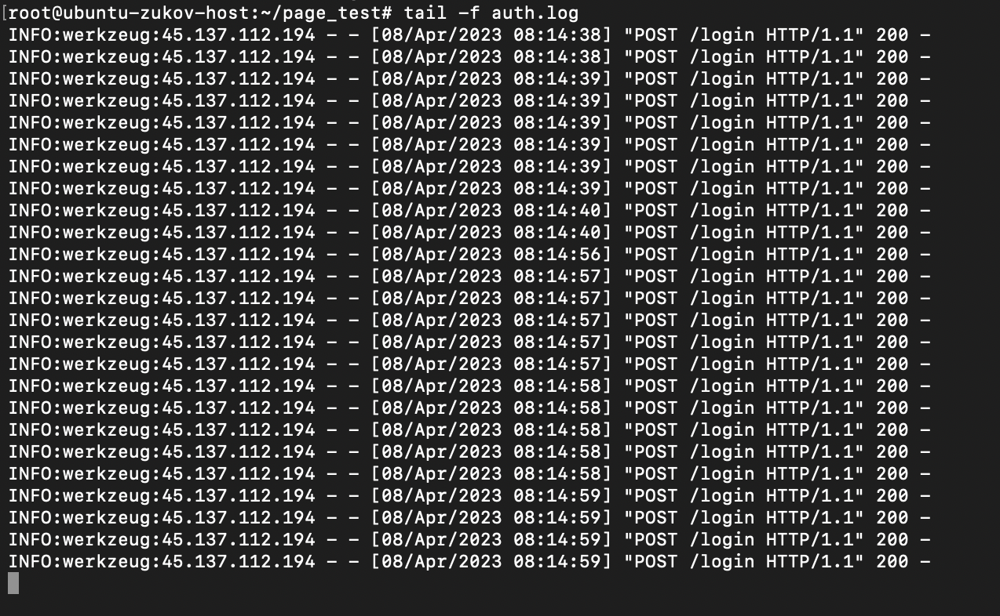 [root@ubuntu-zukov-host:~/page_test# tail -f auth.log
INFO:werkzeug:45.137.112.194 - - [08/Apr/2023 08:14:38] "POST /login HTTP/1.1" 200 -
INFO:werkzeug:45.137.112.194 - - [08/Apr/2023 08:14:38] "POST /login HTTP/1.1" 200 -
INFO:werkzeug:45.137.112.194 - - [08/Apr/2023 08:14:39] "POST /login HTTP/1.1" 200 -
INFO:werkzeug:45.137.112.194 - - [08/Apr/2023 08:14:39] "POST /login HTTP/1.1" 200 -
INFO:werkzeug:45.137.112.194 - - [08/Apr/2023 08:14:39] "POST /login HTTP/1.1" 200 -
INFO:werkzeug:45.137.112.194 - - [08/Apr/2023 08:14:39] "POST /login HTTP/1.1" 200 -
INFO:werkzeug:45.137.112.194 - - [08/Apr/2023 08:14:39] "POST /login HTTP/1.1" 200 -
INFO:werkzeug:45.137.112.194 - - [08/Apr/2023 08:14:39] "POST /login HTTP/1.1" 200 -
INFO:werkzeug:45.137.112.194 - - [08/Apr/2023 08:14:40] "POST /login HTTP/1.1" 200 -
INFO:werkzeug:45.137.112.194 - - [08/Apr/2023 08:14:40] "POST /login HTTP/1.1" 200 -
INFO:werkzeug:45.137.112.194 - - [08/Apr/2023 08:14:56] "POST /login HTTP/1.1" 200 -
INFO:werkzeug:45.137.112.194 - - [08/Apr/2023 08:14:57] "POST /login HTTP/1.1" 200 -
INFO:werkzeug:45.137.112.194 - - [08/Apr/2023 08:14:57] "POST /login HTTP/1.1" 200 -
INFO:werkzeug:45.137.112.194 - - [08/Apr/2023 08:14:57] "POST /login HTTP/1.1" 200 -
INFO:werkzeug:45.137.112.194 - - [08/Apr/2023 08:14:57] "POST /login HTTP/1.1" 200 -
INFO:werkzeug:45.137.112.194 - - [08/Apr/2023 08:14:57] "POST /login HTTP/1.1" 200 -
INFO:werkzeug:45.137.112.194 - - [08/Apr/2023 08:14:58] "POST /login HTTP/1.1" 200 -
INFO:werkzeug:45.137.112.194 - - [08/Apr/2023 08:14:58] "POST /login HTTP/1.1" 200 -
INFO:werkzeug:45.137.112.194 - - [08/Apr/2023 08:14:58] "POST /login HTTP/1.1" 200 -
INFO:werkzeug:45.137.112.194 - - [08/Apr/2023 08:14:58] "POST /login HTTP/1.1" 200 -
INFO:werkzeug:45.137.112.194 - - [08/Apr/2023 08:14:58] "POST /login HTTP/1.1" 200 -
INFO:werkzeug:45.137.112.194 - - [08/Apr/2023 08:14:59] "POST /login HTTP/1.1" 200 -
INFO:werkzeug:45.137.112.194 - - [08/Apr/2023 08:14:59] "POST /login HTTP/1.1" 200 -
INFO:werkzeug:45.137.112.194 - - [08/Apr/2023 08:14:59] "POST /login HTTP/1.1" 200 -
INFO:werkzeug:45.137.112.194 - - [08/Apr/2023 08:14:59] "POST /login HTTP/1.1" 200 -